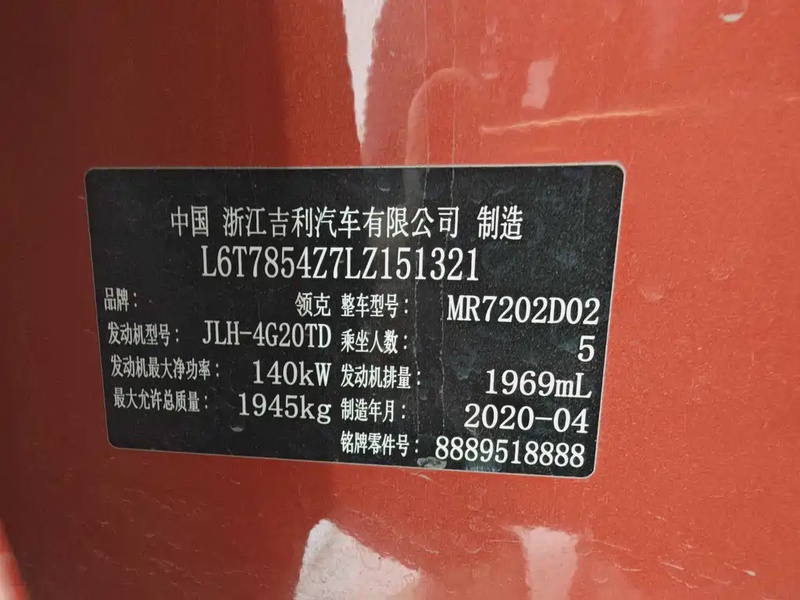 中国 浙江吉利汽车有限公司 制造
L6T7854Z7LZ151321
品牌： 领克 整车型号： MR7202D02
发动机型号： JLH-4G20TD 乘坐人数： 5
发动机最大净功率： 140kW 发动机排量： 1969mL
最大允许总质量： 1945kg 制造年月： 2020-04
铭牌零件号： 8889518888